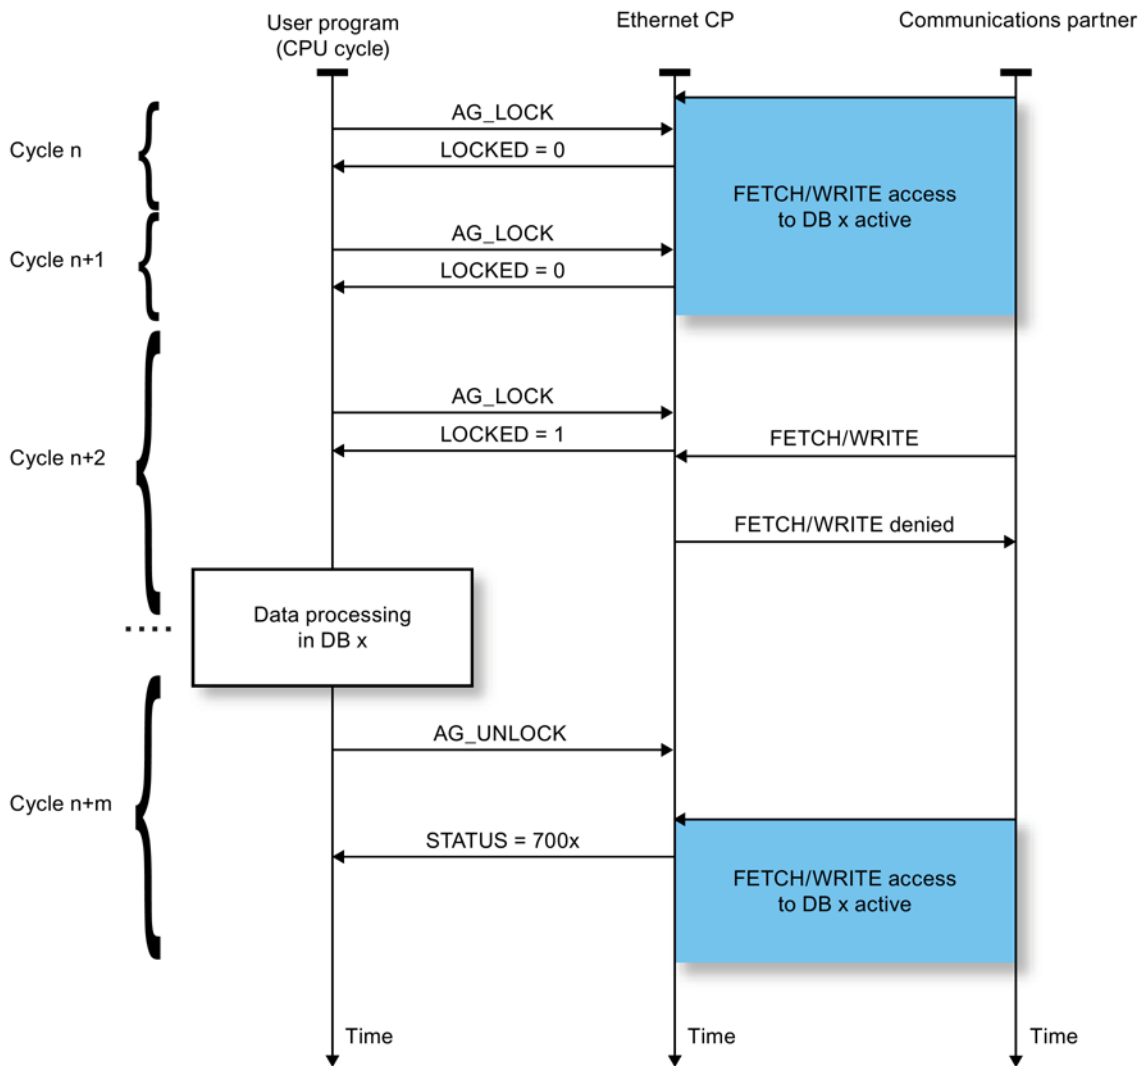 User program
(CPU cycle)
Ethernet CP
Communications partner
Cycle n
AG_LOCK
LOCKED = 0
FETCH/WRITE access
to DB x active
Cycle n+1
AG_LOCK
LOCKED = 0
Cycle n+2
AG_LOCK
LOCKED = 1
FETCH/WRITE
FETCH/WRITE denied
Data processing
in DB x
AG_UNLOCK
Cycle n+m
STATUS = 700x
FETCH/WRITE access
to DB x active
Time
Time
Time